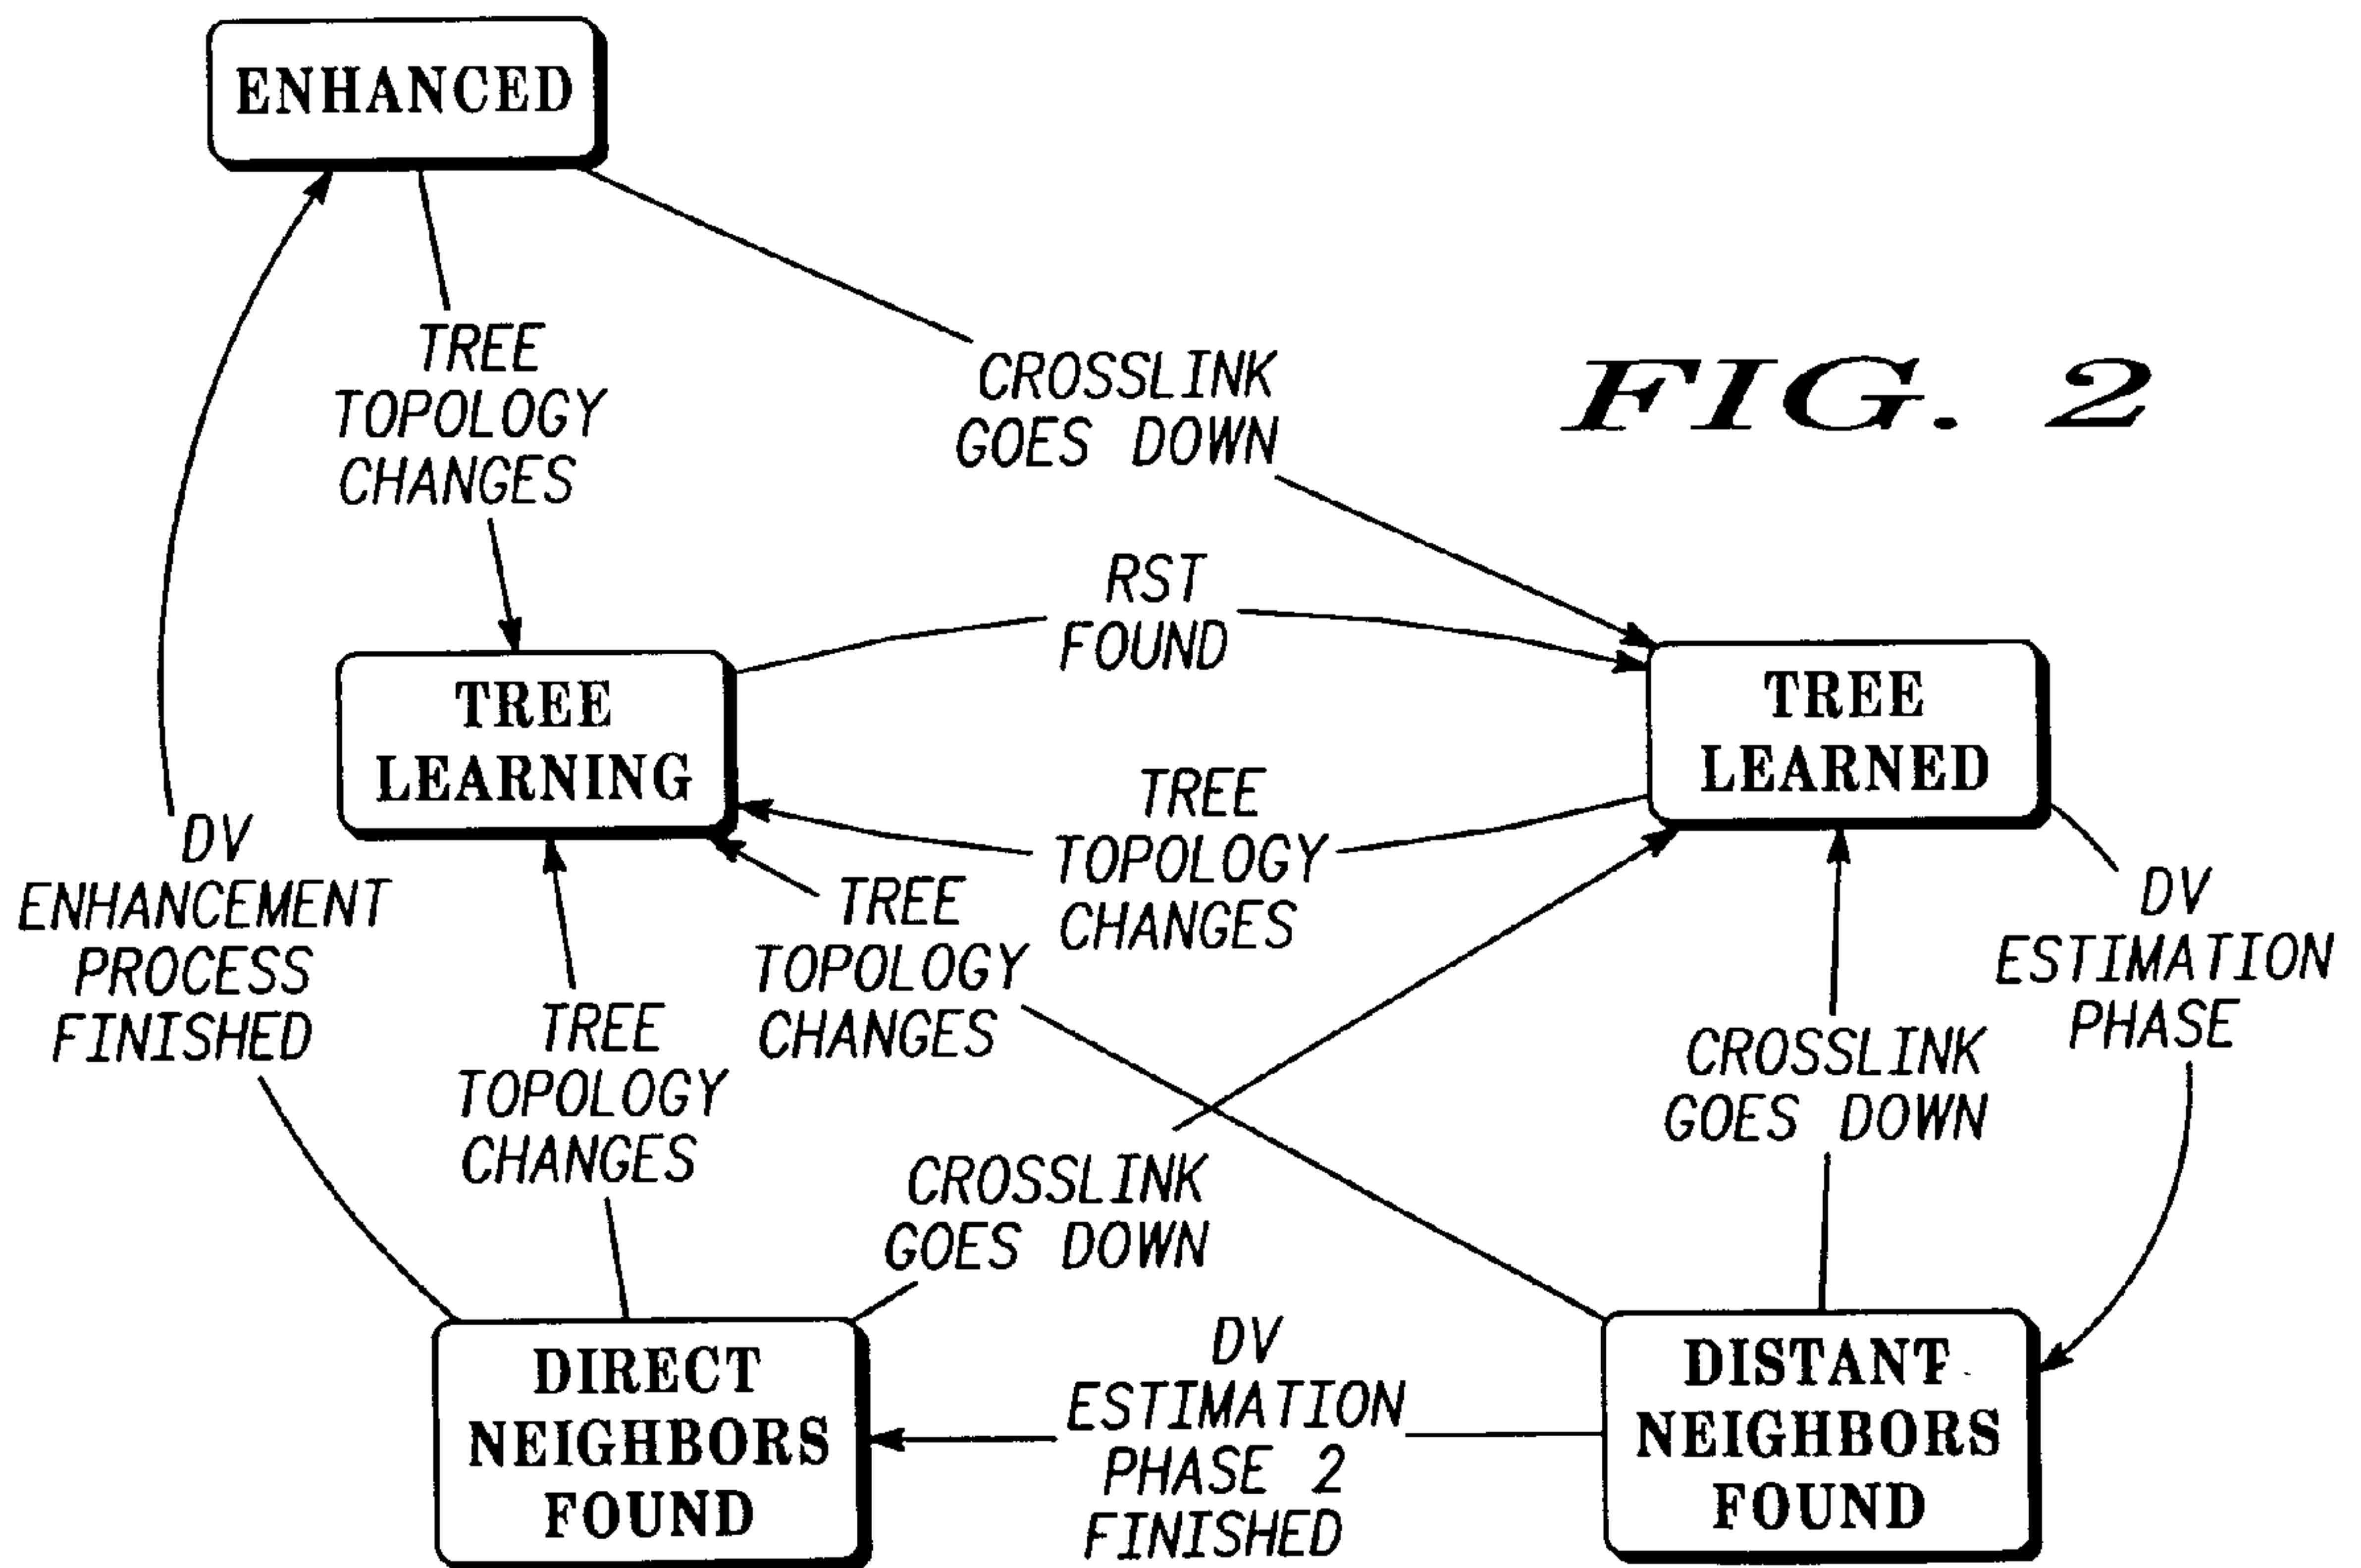 ENHANCED
TREE
TOPOLOGY
CHANGES
CROSSLINK
GOES DOWN
FIG. 2
RST
FOUND
TREE
LEARNING
TREE
LEARNED
TREE
TOPOLOGY
CHANGES
DV
ENHANCEMENT
PROCESS
FINISHED
TREE
TOPOLOGY
CHANGES
DV
ESTIMATION
PHASE
TREE
TOPOLOGY
CHANGES
CROSSLINK
GOES DOWN
CROSSLINK
GOES DOWN
DIRECT
NEIGHBORS
FOUND
DV
ESTIMATION
PHASE 2
FINISHED
DISTANT
NEIGHBORS
FOUND